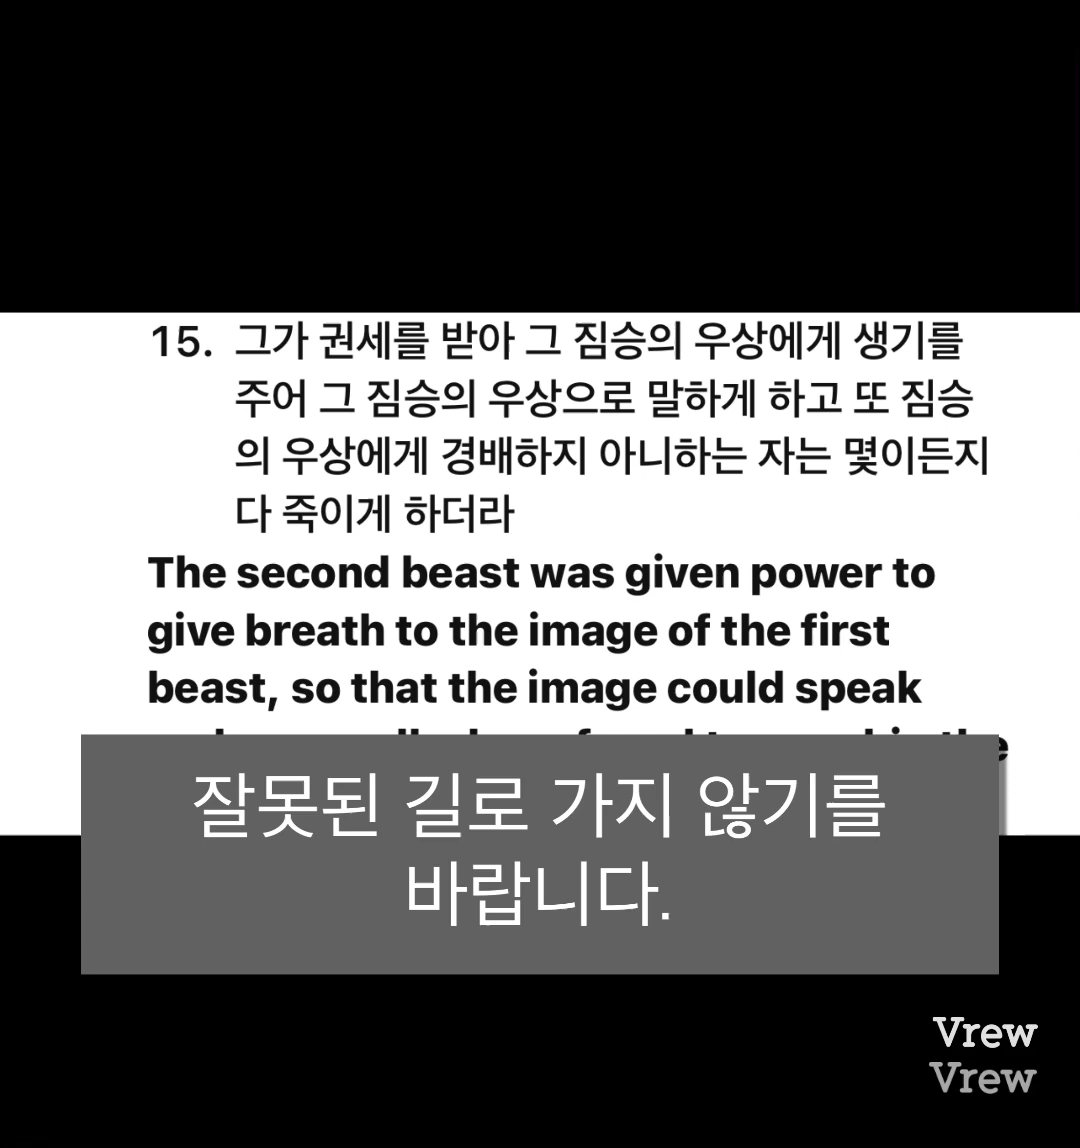 15. 그가 권세를 받아 그 짐승의 우상에게 생기를
주어 그 짐승의 우상으로 말하게 하고 또 짐승
의 우상에게 경배하지 아니하는 자는 몇이든지
다 죽이게 하더라
The second beast was given power to
give breath to the image of the first
beast, so that the image could speak
잘못된 길로 가지 않기를
바랍니다.
Vrew
Vrew